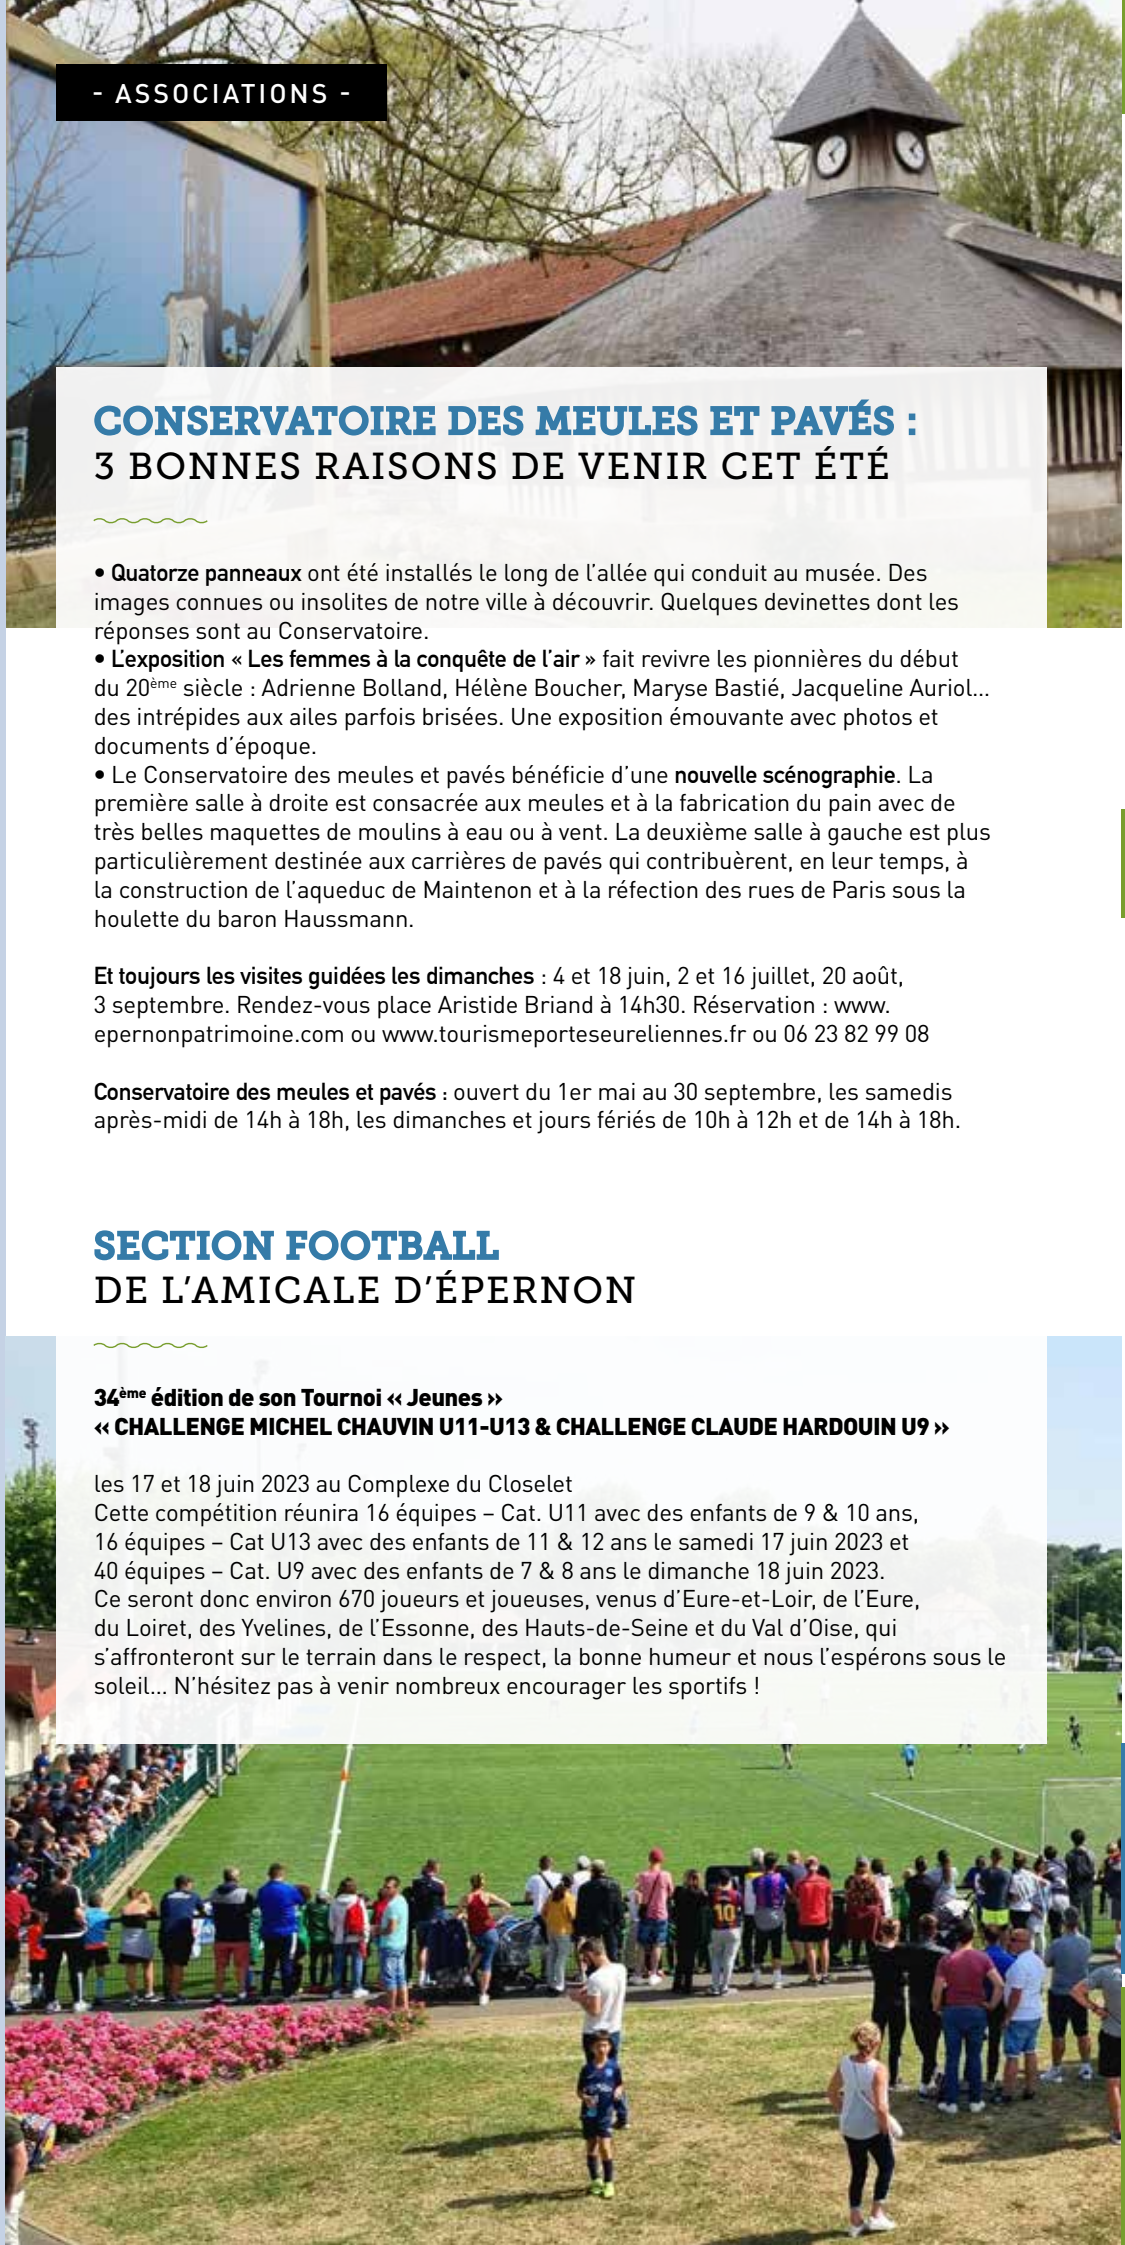 - ASSOCIATIONS -
CONSERVATOIRE DES MEULES ET PAVÉS :
3 BONNES RAISONS DE VENIR CET ÉTÉ
• Quatorze panneaux ont été installés le long de l’allée qui conduit au musée. Des
images connues ou insolites de notre ville à découvrir. Quelques devinettes dont les
réponses sont au Conservatoire.
• L’exposition « Les femmes à la conquête de l’air » fait revivre les pionnières du début
du 20ème siècle : Adrienne Bolland, Hélène Boucher, Maryse Bastié, Jacqueline Auriol...
des intrépides aux ailes parfois brisées. Une exposition émouvante avec photos et
documents d’époque.
• Le Conservatoire des meules et pavés bénéficie d’une nouvelle scénographie. La
première salle à droite est consacrée aux meules et à la fabrication du pain avec de
très belles maquettes de moulins à eau ou à vent. La deuxième salle à gauche est plus
particulièrement destinée aux carrières de pavés qui contribuèrent, en leur temps, à
la construction de l’aqueduc de Maintenon et à la réfection des rues de Paris sous la
houlette du baron Haussmann.
Et toujours les visites guidées les dimanches : 4 et 18 juin, 2 et 16 juillet, 20 août,
3 septembre. Rendez-vous place Aristide Briand à 14h30. Réservation : www.
epernonpatrimoine.com ou www.tourismeporteseureliennes.fr ou 06 23 82 99 08
Conservatoire des meules et pavés : ouvert du 1er mai au 30 septembre, les samedis
après-midi de 14h à 18h, les dimanches et jours fériés de 10h à 12h et de 14h à 18h.
SECTION FOOTBALL
DE L’AMICALE D’ÉPERNON
34ème édition de son Tournoi « Jeunes »
« CHALLENGE MICHEL CHAUVIN U11-U13 & CHALLENGE CLAUDE HARDOUIN U9 »
les 17 et 18 juin 2023 au Complexe du Closelet
Cette compétition réunira 16 équipes – Cat. U11 avec des enfants de 9 & 10 ans,
16 équipes – Cat U13 avec des enfants de 11 & 12 ans le samedi 17 juin 2023 et
40 équipes – Cat. U9 avec des enfants de 7 & 8 ans le dimanche 18 juin 2023.
Ce seront donc environ 670 joueurs et joueuses, venus d’Eure-et-Loir, de l’Eure,
du Loiret, des Yvelines, de l’Essonne, des Hauts-de-Seine et du Val d’Oise, qui
s’affronteront sur le terrain dans le respect, la bonne humeur et nous l’espérons sous le
soleil... N’hésitez pas à venir nombreux encourager les sportifs !
10